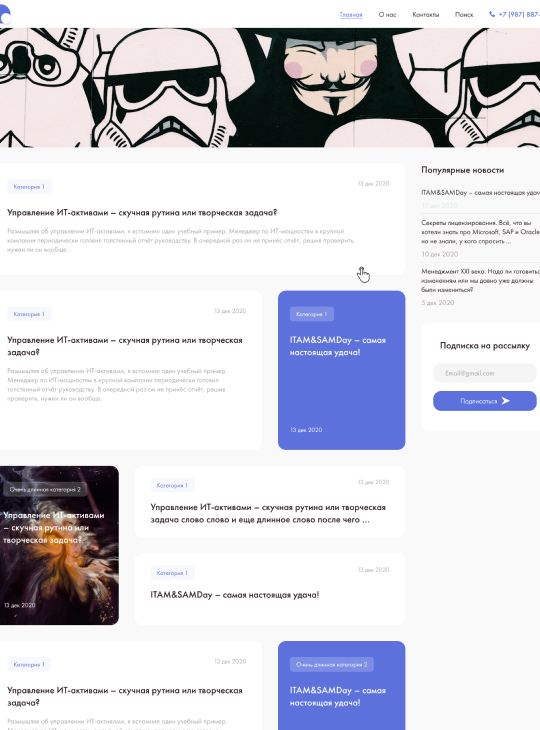 Главная О нас Контакты Поиск +7 (987) 887-
Категория 1
13 дек 2020
Управление ИТ-активами – скучная рутина или творческая задача?
Размышляя об управлении ИТ-активами, я вспомнил один учебный пример. Менеджер по ИТ-мощностям в крупной
компании периодически готовил толстенный отчёт руководству. В очередной раз он не принёс отчёт, решив проверить,
нужен ли он вообще.
Категория 1
13 дек 2020
Управление ИТ-активами – скучная рутина или творческая
задача?
Размышляя об управлении ИТ-активами, я вспомнил один учебный пример.
Менеджер по ИТ-мощностям в крупной компании периодически готовил
толстенный отчёт руководству. В очередной раз он не принёс отчёт, решив
проверить, нужен ли он вообще.
Категория 1
ITAM&SAMDay – самая
настоящая удача!
13 дек 2020
Очень длинная категория 2
Управление ИТ-активами
– скучная рутина или
творческая задача?
13 дек 2020
Категория 1
13 дек 2020
Управление ИТ-активами – скучная рутина или творческая
задача слово слово и еще длинное слово после чего ...
Категория 1
13 дек 2020
ITAM&SAMDay – самая настоящая удача!
Категория 1
13 дек 2020
Управление ИТ-активами – скучная рутина или творческая
задача?
Размышляя об управлении ИТ-активами, я вспомнил один учебный пример.
Очень длинная категория 2
ITAM&SAMDay – самая
настоящая удача!
Популярные новости
ITAM&SAMDay – самая настоящая удач
13 дек 2020
Секреты лицензирования. Всё, что вы
хотели знать про Microsoft, SAP и Oracle
но не знали, у кого спросить ...
10 дек 2020
Менеджмент XXI века. Надо ли готовиться
изменениям или мы давно уже должны
были измениться?
5 дек 2020
Подписка на рассылку
Email@gmail.com
Подписаться